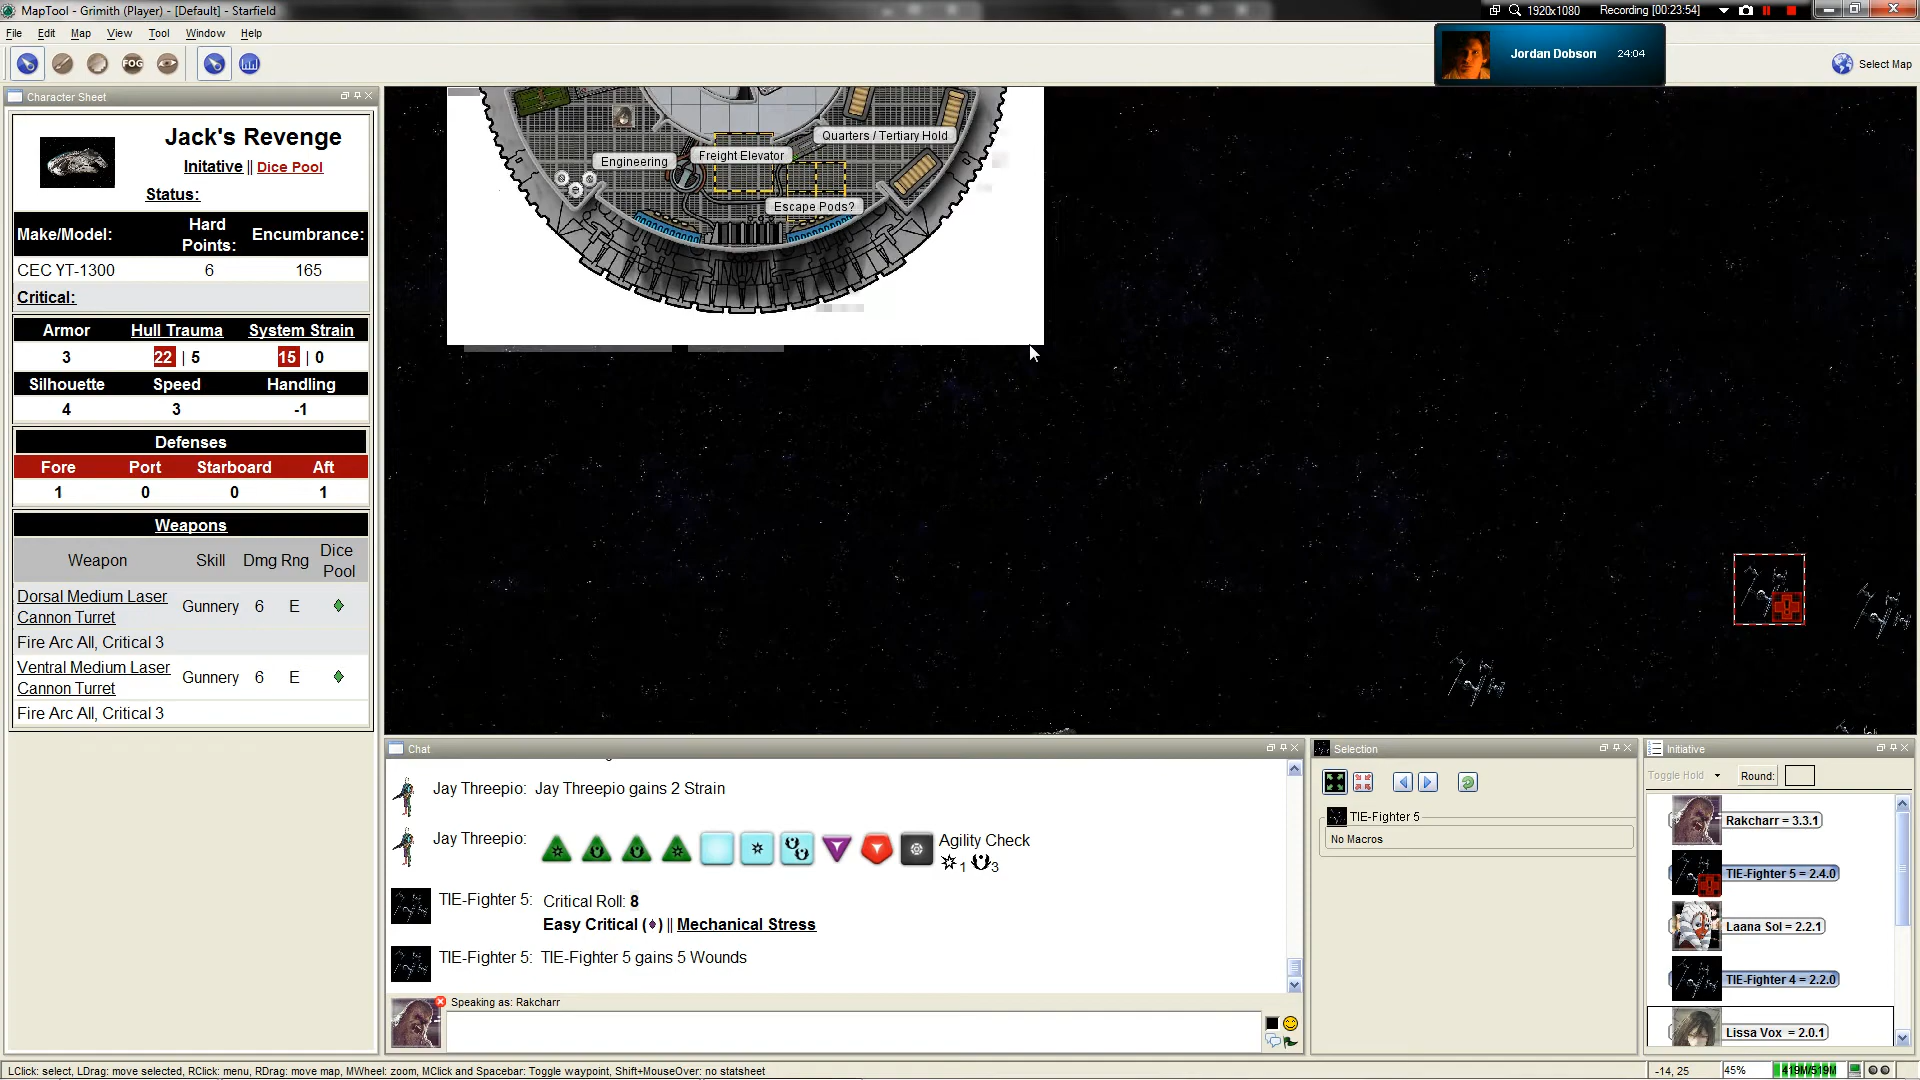 MapTool - Grimith (Player) - [Default] - Starfield
1920x1080 Recording [00:23:54]
File Edit Map View Tool Window Help
Jordan Dobson 24:04
FOG
Select Map
Character Sheet
Jack's Revenge
Initative || Dice Pool
Status:
Make/Model: Hard Points: Encumbrance:
CEC YT-1300 6 165
Critical:
Armor Hull Trauma System Strain
3 22 | 5 15 | 0
Silhouette Speed Handling
4 3 -1
Defenses
Fore Port Starboard Aft
1 0 0 1
Weapons
Weapon Skill Dmg Rng Dice Pool
Dorsal Medium Laser Cannon Turret Gunnery 6 E
Fire Arc All, Critical 3
Ventral Medium Laser Cannon Turret Gunnery 6 E
Fire Arc All, Critical 3
Quarters / Tertiary Hold
Freight Elevator
Engineering
Escape Pods?
Chat
Jay Threepio: Jay Threepio gains 2 Strain
Jay Threepio: Agility Check
1 3
TIE-Fighter 5: Critical Roll: 8
Easy Critical (♦) || Mechanical Stress
TIE-Fighter 5: TIE-Fighter 5 gains 5 Wounds
Speaking as: Rakcharr
Selection
TIE-Fighter 5
No Macros
Initiative
Toggle Hold Round:
Rakcharr = 3.3.1
TIE-Fighter 5 = 2.4.0
Laana Sol = 2.2.1
TIE-Fighter 4 = 2.2.0
Lissa Vox = 2.0.1
LClick: select, LDrag: move selected, RClick: menu, RDrag: move map, MWheel: zoom, MClick and Spacebar: Toggle waypoint, Shift+MouseOver: no statsheet
-14, 25 45% 419M/519M